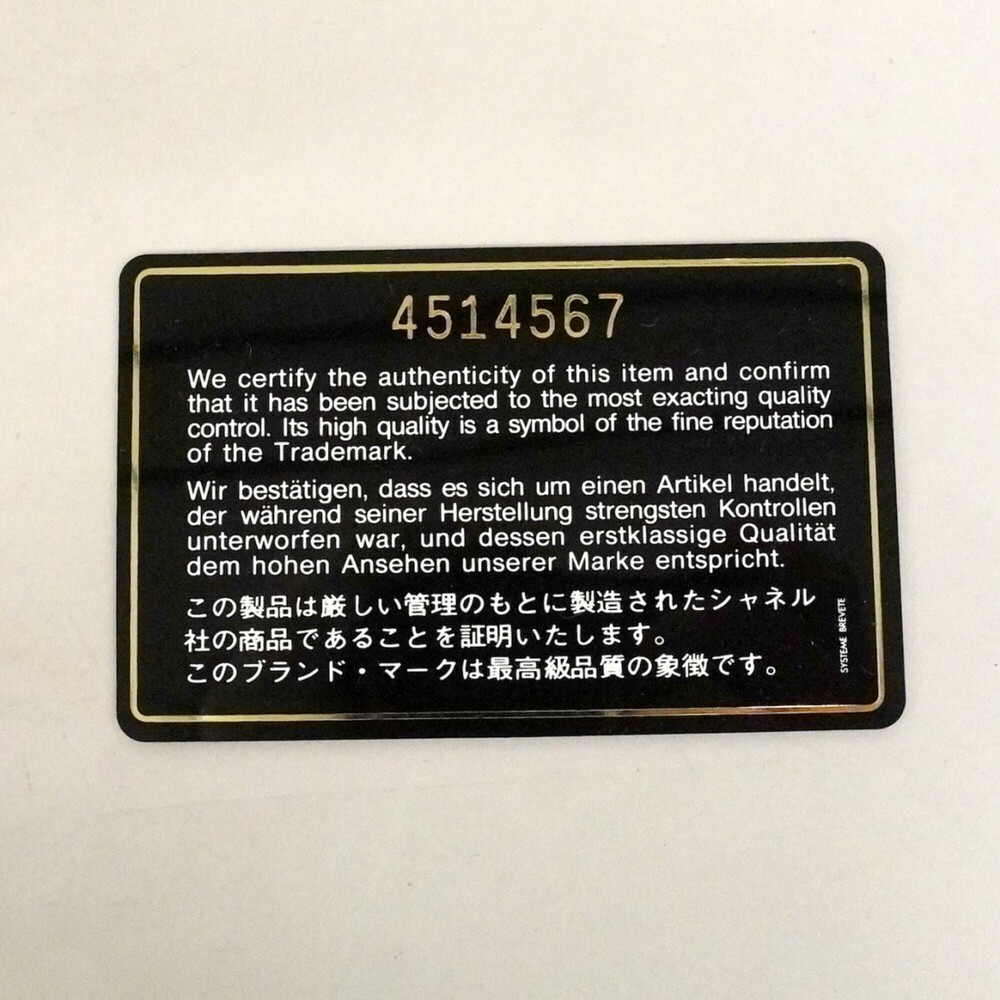 4514567
We certify the authenticity of this item and confirm
that it has been subjected to the most exacting quality
control. Its high quality is a symbol of the fine reputation
of the Trademark.
Wir bestätigen, dass es sich um einen Artikel handelt,
der während seiner Herstellung strengsten Kontrollen
unterworfen war, und dessen erstklassige Qualität
dem hohen Ansehen unserer Marke entspricht.
この製品は厳しい管理のもとに製造されたシャネル
社の商品であることを証明いたします。
このブランド・マークは最高級品質の象徴です。
SYSTEME BREVETE